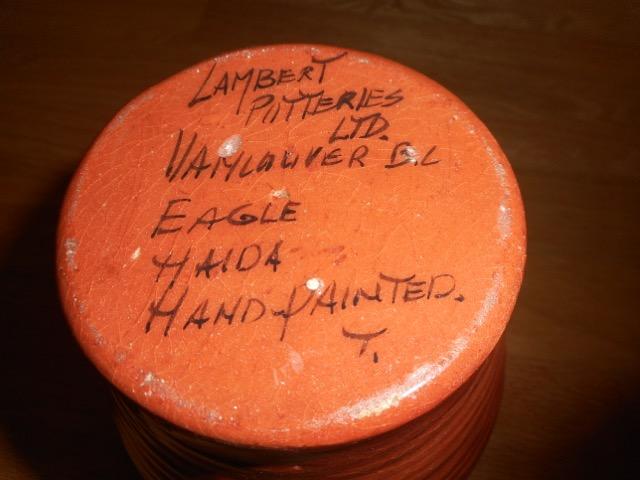 LAMBERT
POTTERIES
LTD.
VANCOUVER B.C
EAGLE
HAIDA
HAND-PAINTED.
T.